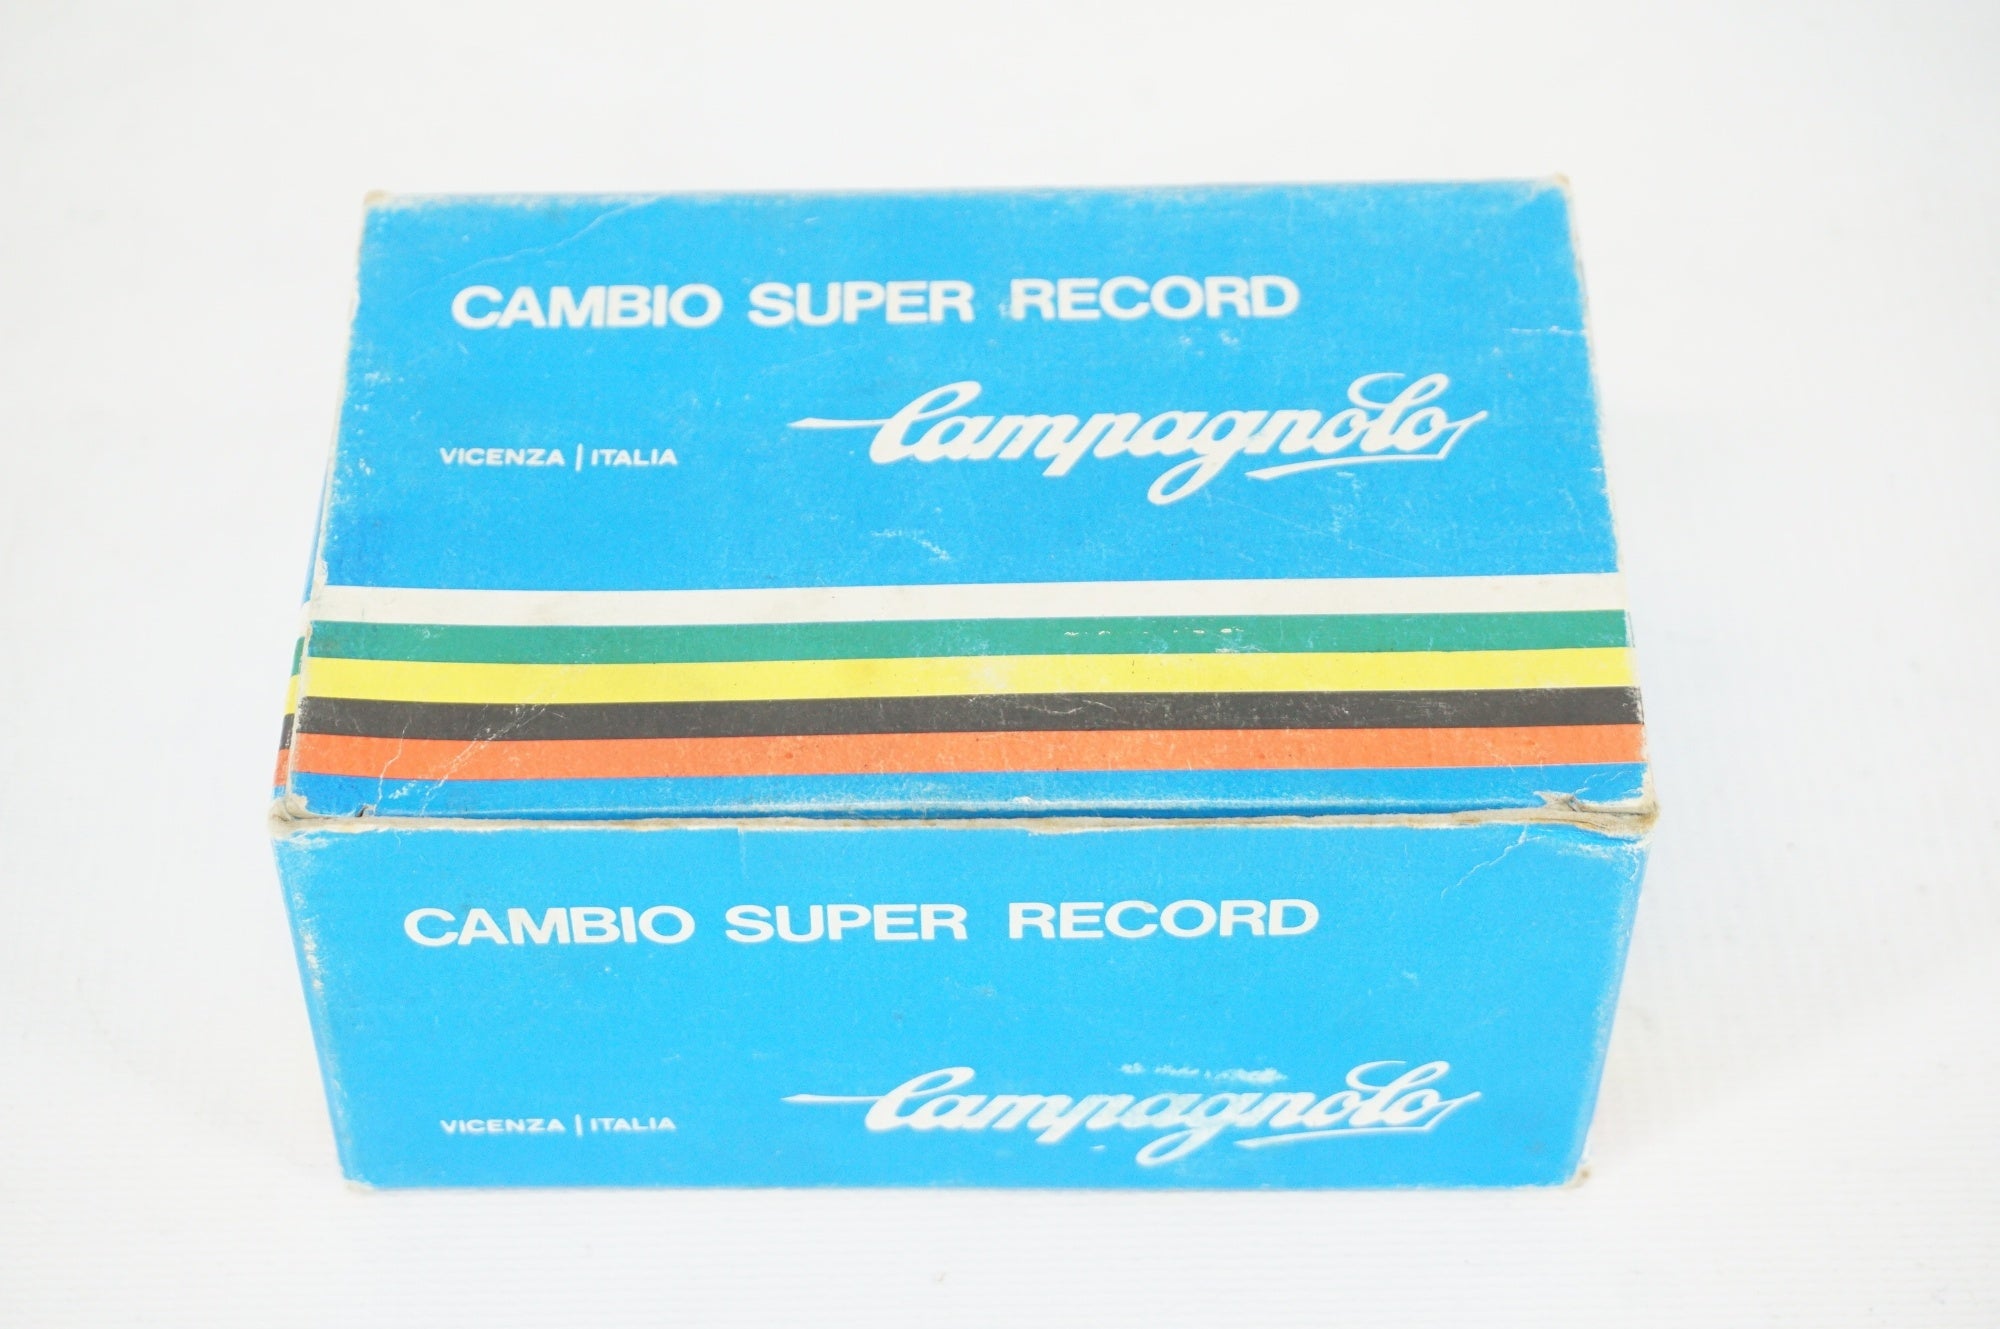 CAMBIO SUPER RECORD
Campagnolo
VICENZA | ITALIA
CAMBIO SUPER RECORD
Campagnolo
VICENZA | ITALIA